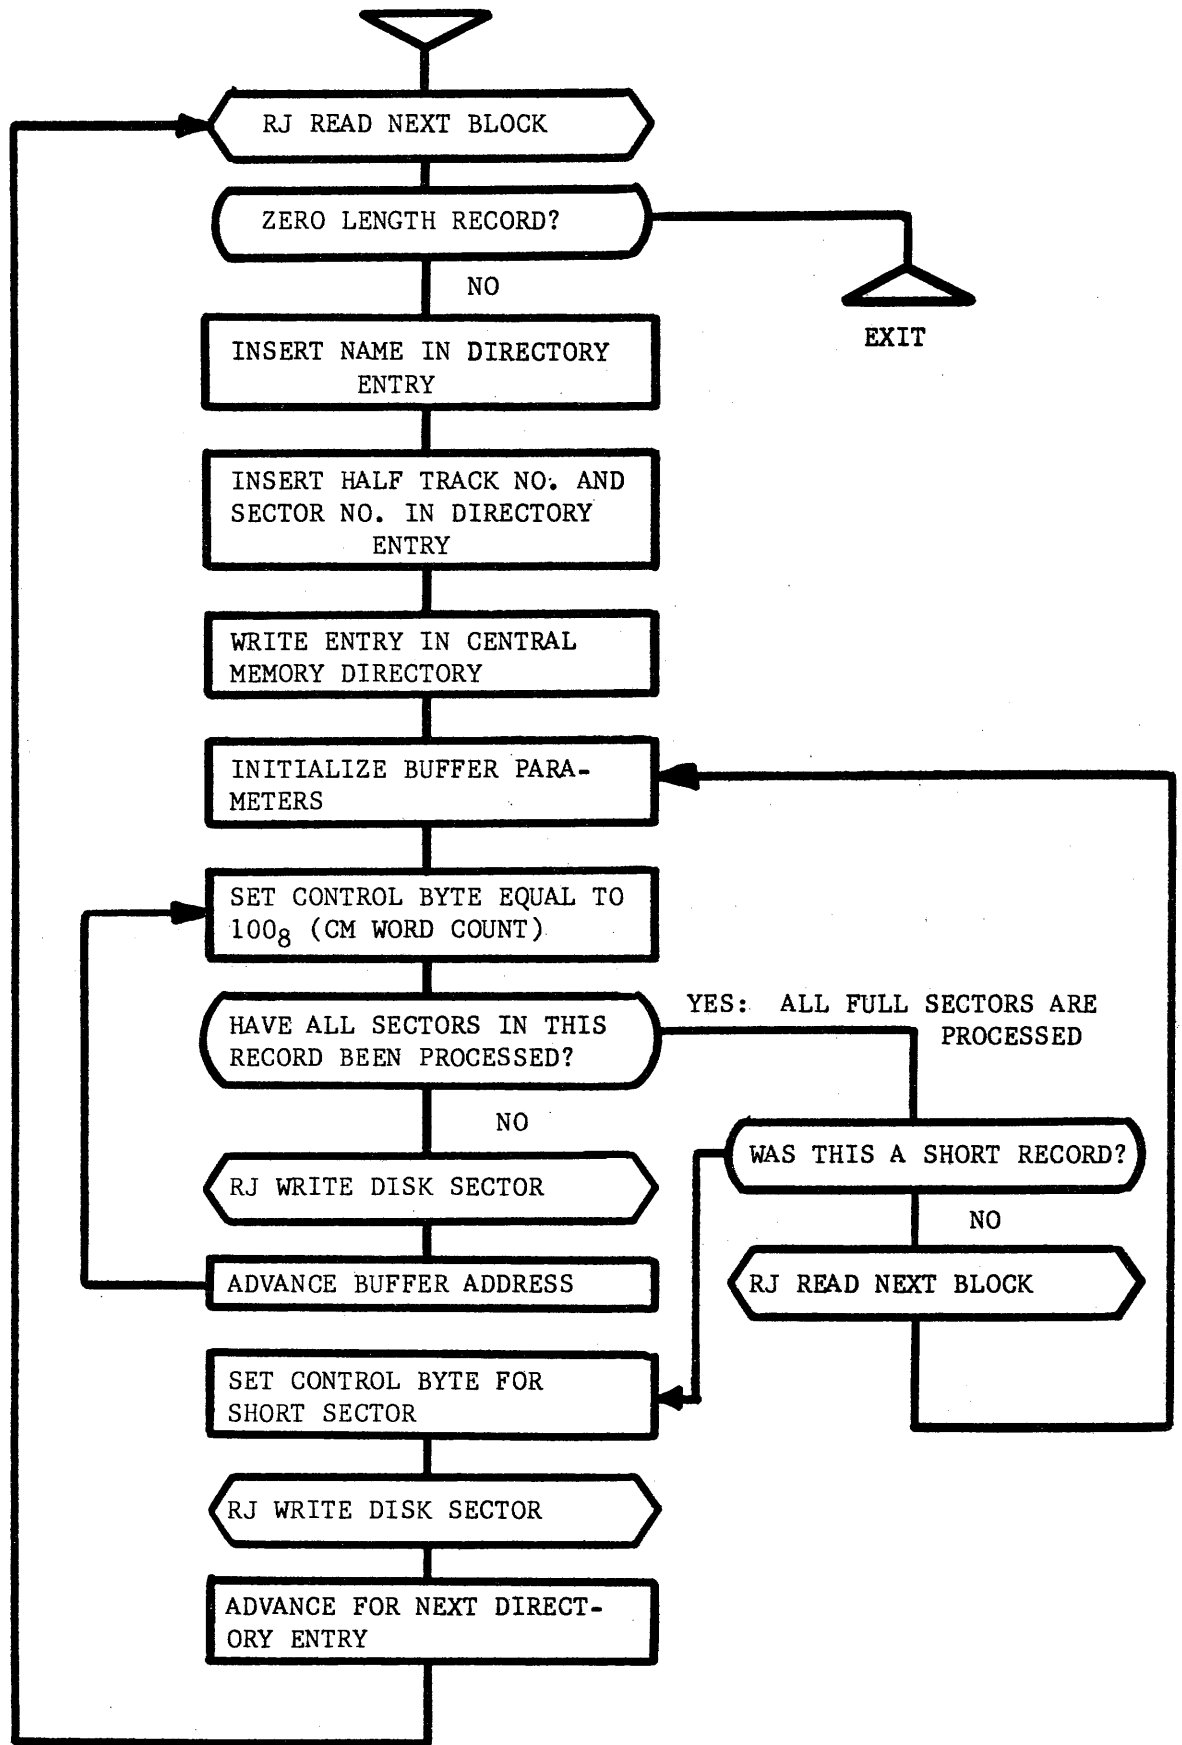 RJ READ NEXT BLOCK
ZERO LENGTH RECORD?
NO
EXIT
INSERT NAME IN DIRECTORY
ENTRY
INSERT HALF TRACK NO. AND
SECTOR NO. IN DIRECTORY
ENTRY
WRITE ENTRY IN CENTRAL
MEMORY DIRECTORY
INITIALIZE BUFFER PARA-
METERS
SET CONTROL BYTE EQUAL TO
100₈ (CM WORD COUNT)
HAVE ALL SECTORS IN THIS
RECORD BEEN PROCESSED?
YES: ALL FULL SECTORS ARE
PROCESSED
NO
WAS THIS A SHORT RECORD?
NO
RJ WRITE DISK SECTOR
RJ READ NEXT BLOCK
ADVANCE BUFFER ADDRESS
SET CONTROL BYTE FOR
SHORT SECTOR
RJ WRITE DISK SECTOR
ADVANCE FOR NEXT DIRECT-
ORY ENTRY